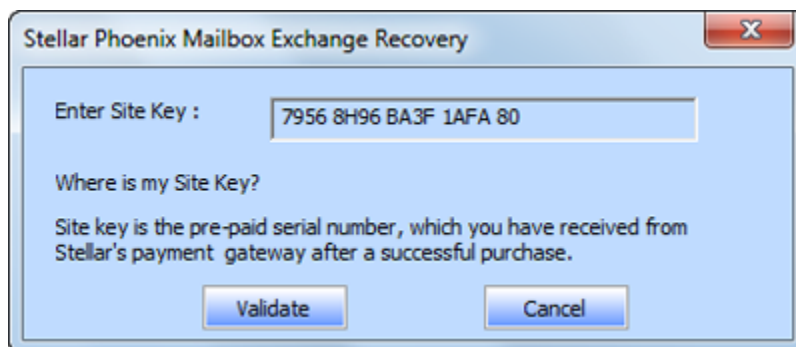 Stellar Phoenix Mailbox Exchange Recovery
Enter Site Key : 7956 8H96 BA3F 1AFA 80
Where is my Site Key?
Site key is the pre-paid serial number, which you have received from
Stellar's payment gateway after a successful purchase.
Validate Cancel